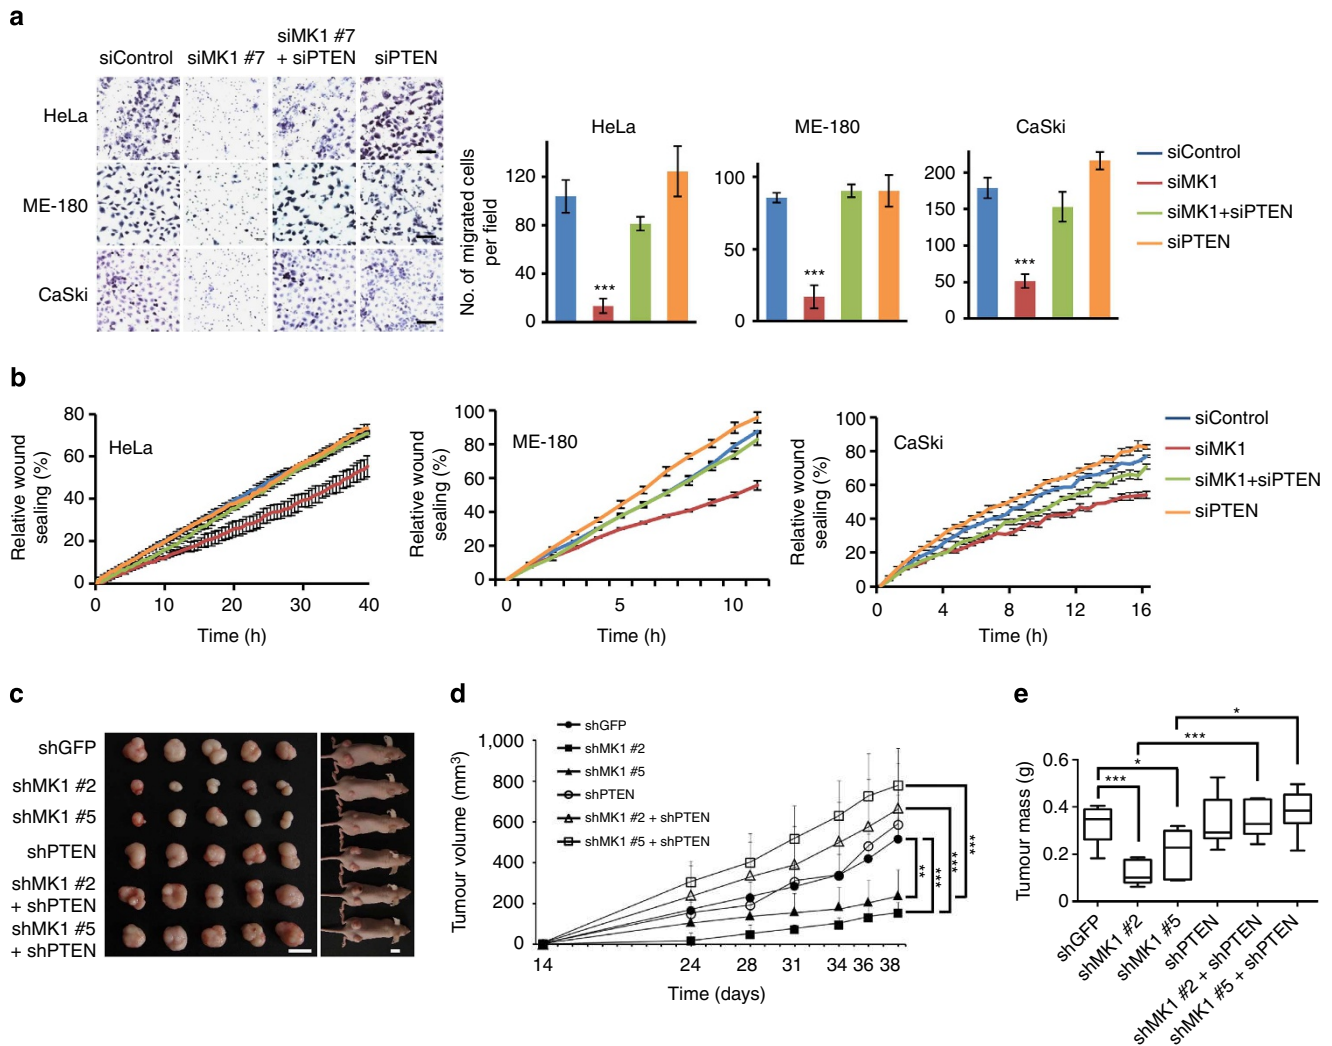 a
siControl
siMK1 #7
siMK1 #7
+ siPTEN
siPTEN
HeLa
ME-180
CaSki
No. of migrated cells
per field
HeLa
120
80
40
0
***
ME-180
100
50
0
***
CaSki
200
150
100
50
0
***
siControl
siMK1
siMK1+siPTEN
siPTEN
b
Relative wound
sealing (%)
80
60
40
20
0
HeLa
0 10 20 30 40
Time (h)
Relative wound
sealing (%)
100
80
60
40
20
0
ME-180
0 5 10
Time (h)
Relative wound
sealing (%)
100
80
60
40
20
0
CaSki
0 4 8 12 16
Time (h)
siControl
siMK1
siMK1+siPTEN
siPTEN
c
shGFP
shMK1 #2
shMK1 #5
shPTEN
shMK1 #2
+ shPTEN
shMK1 #5
+ shPTEN
d
shGFP
shMK1 #2
shMK1 #5
shPTEN
shMK1 #2 + shPTEN
shMK1 #5 + shPTEN
Tumour volume (mm³)
1,000
800
600
400
200
0
14 24 28 31 34 36 38
Time (days)
**
***
***
***
e
Tumour mass (g)
0.6
0.4
0.2
0
***
*
***
*
shGFP
shMK1 #2
shMK1 #5
shPTEN
shMK1 #2 + shPTEN
shMK1 #5 + shPTEN